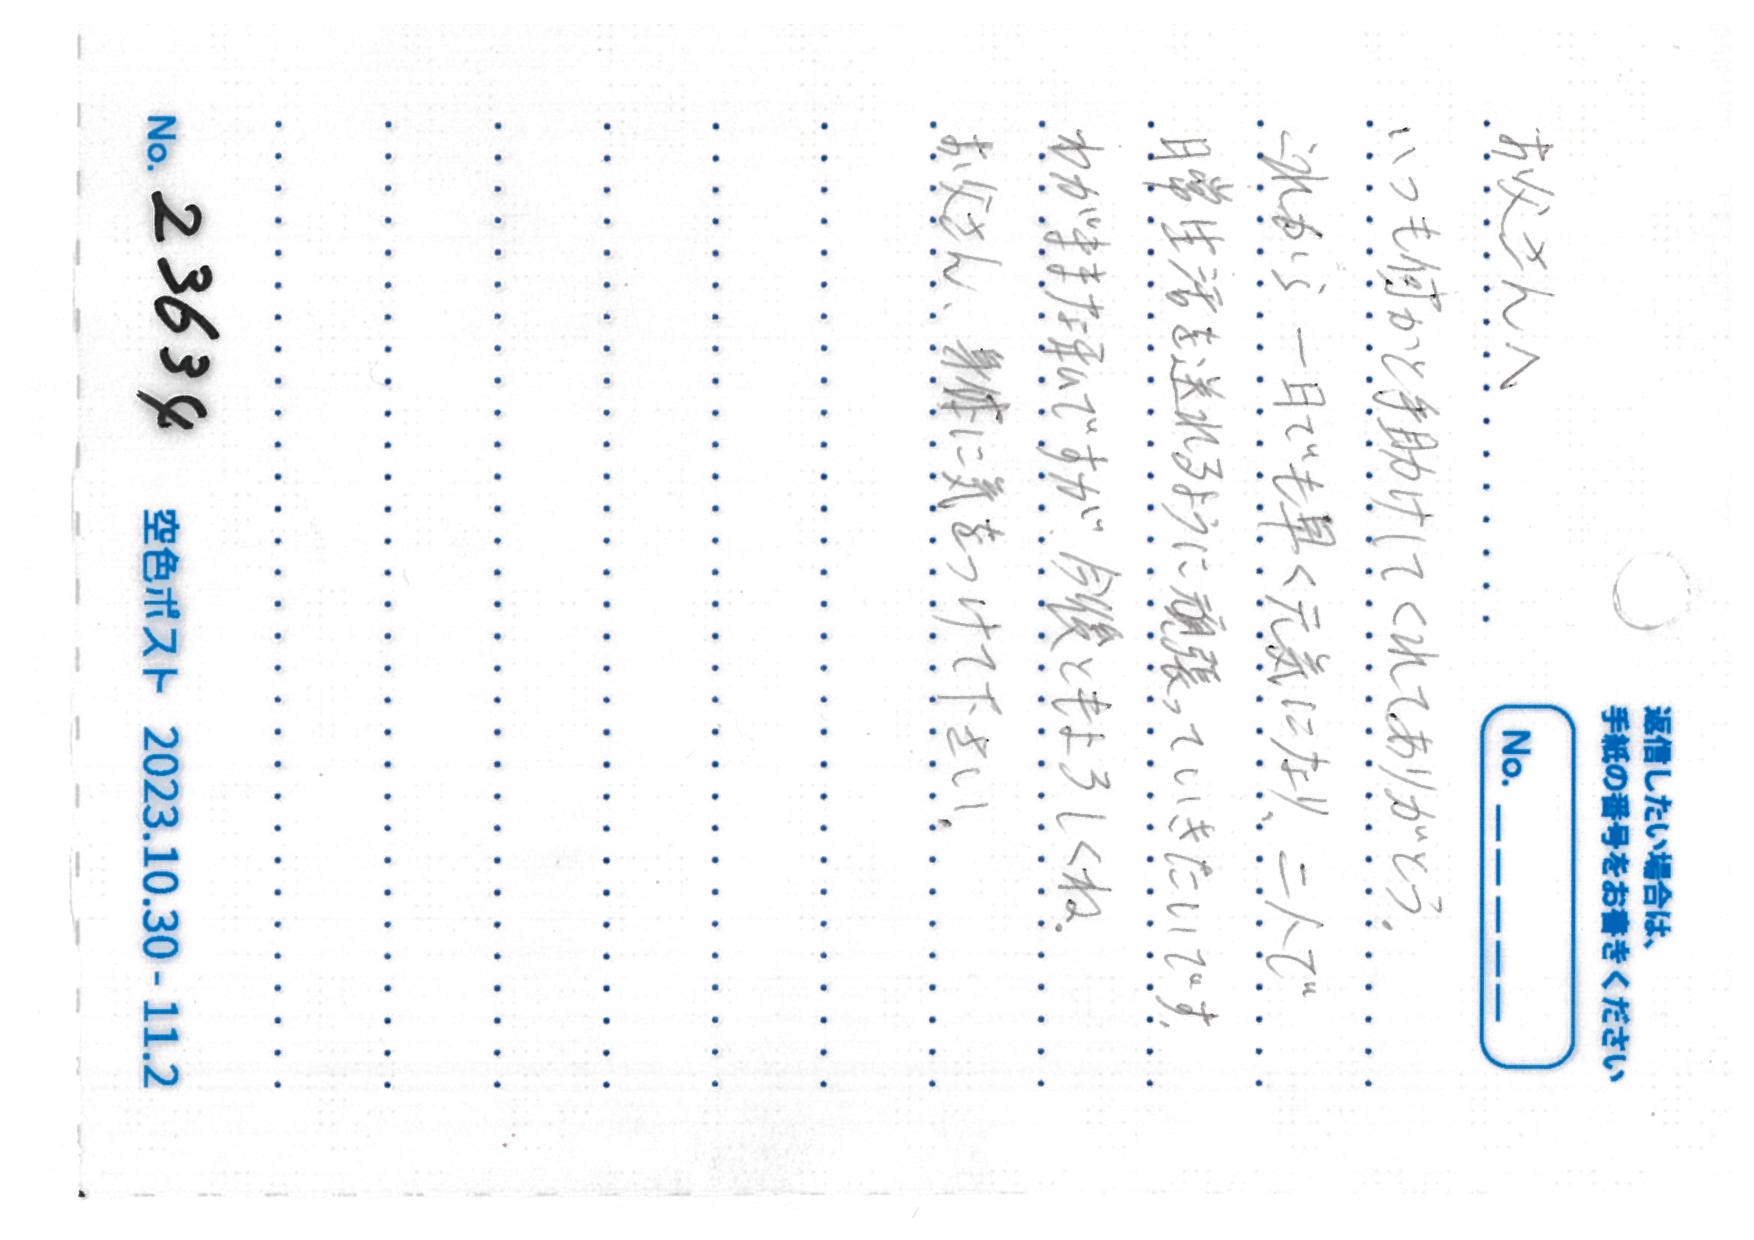 返信したい場合は、
手紙の番号をお書きください
No. _ _ _ _ _
お父さんへ
いつも何かと手助けしてくれてありがとう。
これから一日でも早く元気になり、二人で
日常生活を送れるように頑張っていきたいです。
わがままな私ですが、今後ともよろしくね。
お父さん、身体に気をつけて下さい。
No. 23634 空色ポスト 2023.10.30 - 11.2